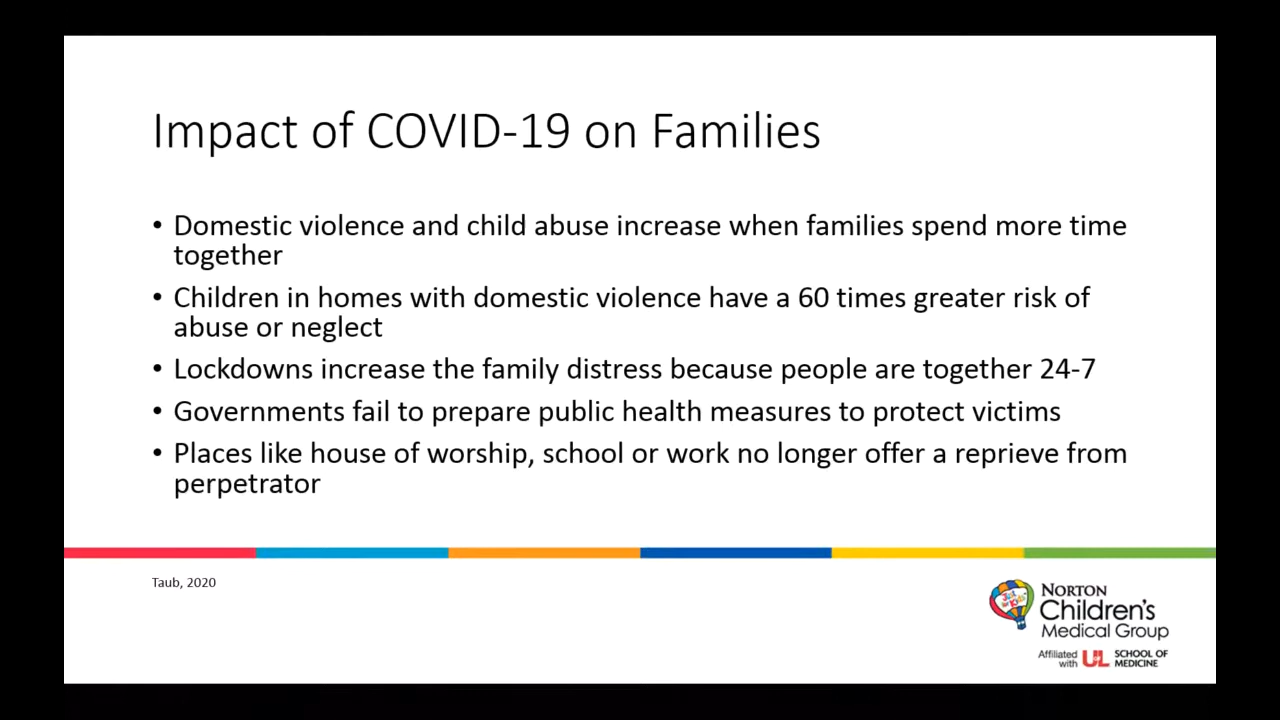 Impact of COVID-19 on Families
• Domestic violence and child abuse increase when families spend more time
together
• Children in homes with domestic violence have a 60 times greater risk of
abuse or neglect
• Lockdowns increase the family distress because people are together 24-7
• Governments fail to prepare public health measures to protect victims
• Places like house of worship, school or work no longer offer a reprieve from
perpetrator
Taub, 2020
Just for Kids
NORTON
Children's
Medical Group
Affiliated
with
UL
SCHOOL OF
MEDICINE